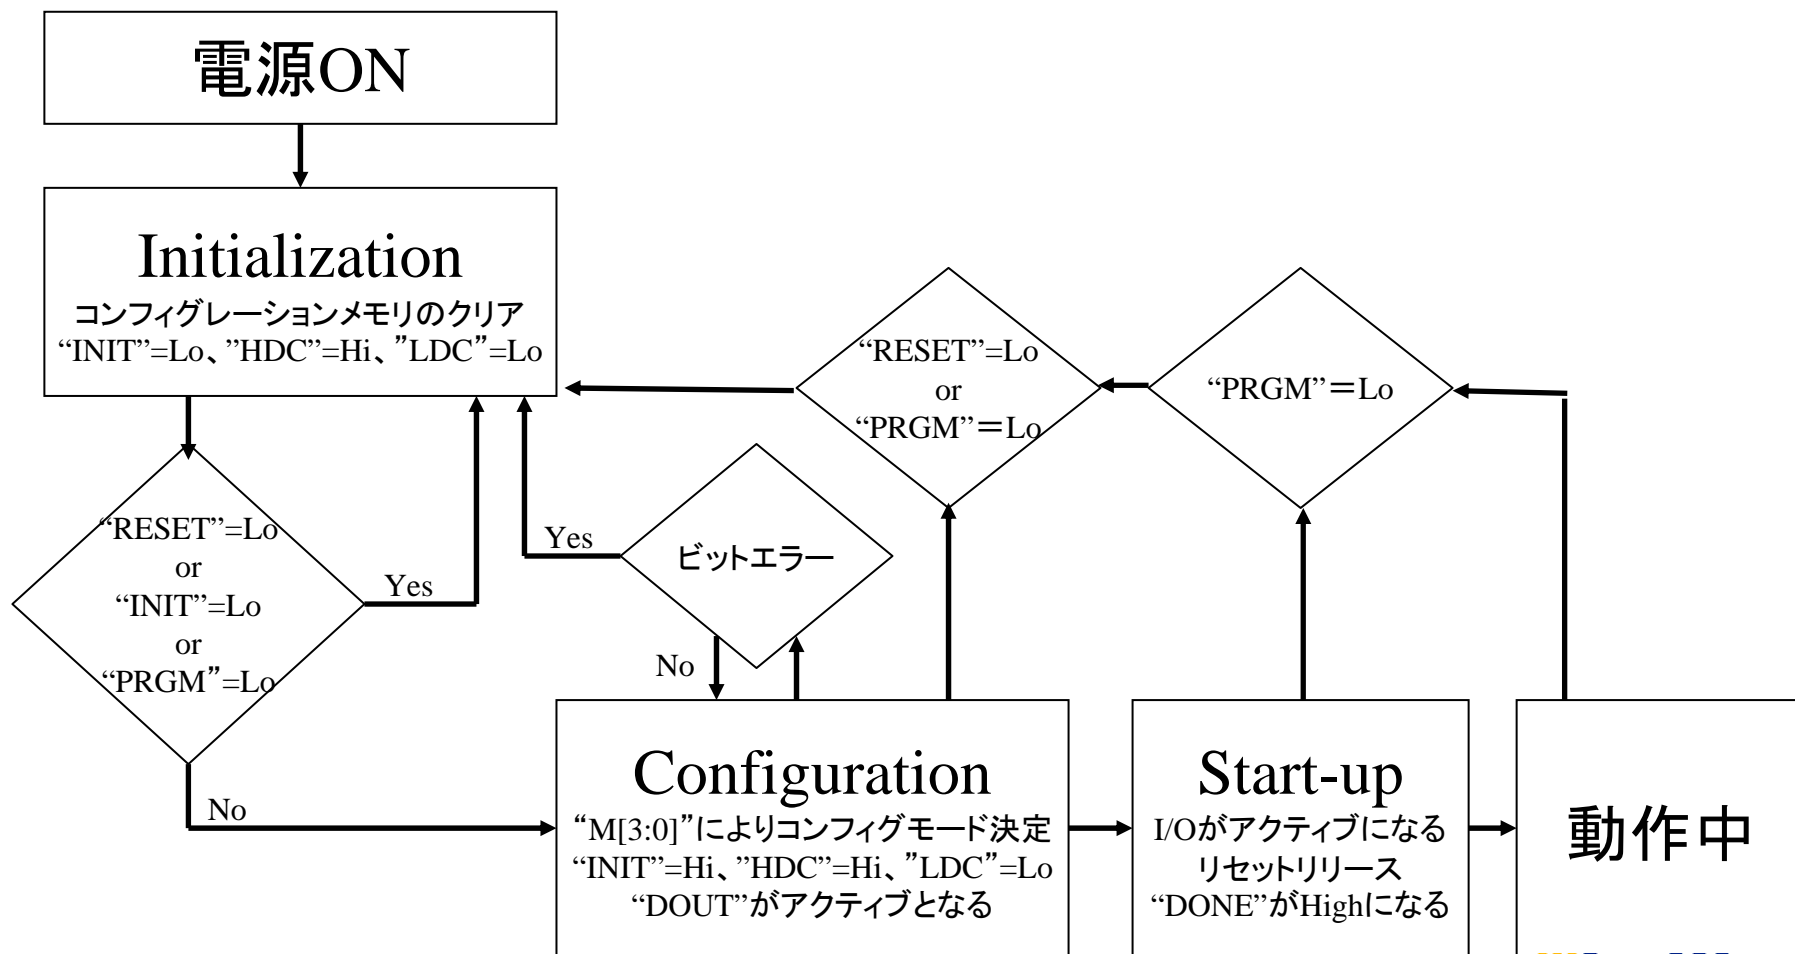 電源ON
Initialization
コンフィグレーションメモリのクリア
“INIT”=Lo、”HDC”=Hi、”LDC”=Lo
“RESET”=Lo
or
“PRGM”＝Lo
“PRGM”＝Lo
“RESET”=Lo
or
“INIT”=Lo
or
“PRGM”=Lo
Yes
Yes
ビットエラー
No
No
Configuration
“M[3:0]”によりコンフィグモード決定
“INIT”=Hi、”HDC”=Hi、”LDC”=Lo
“DOUT”がアクティブとなる
Start-up
I/Oがアクティブになる
リセットリリース
“DONE”がHighになる
動作中